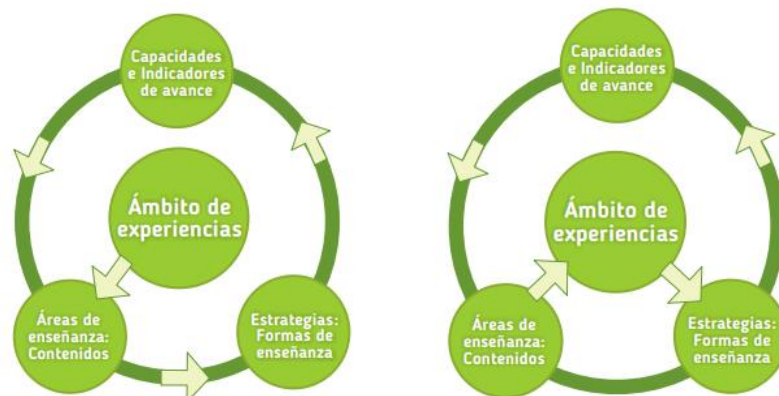 Capacidades
e Indicadores
de avance
Ámbito de
experiencias
Áreas de
enseñanza:
Contenidos
Estrategias:
Formas de
enseñanza
Capacidades
e Indicadores
de avance
Ámbito de
experiencias
Áreas de
enseñanza:
Contenidos
Estrategias:
Formas de
enseñanza